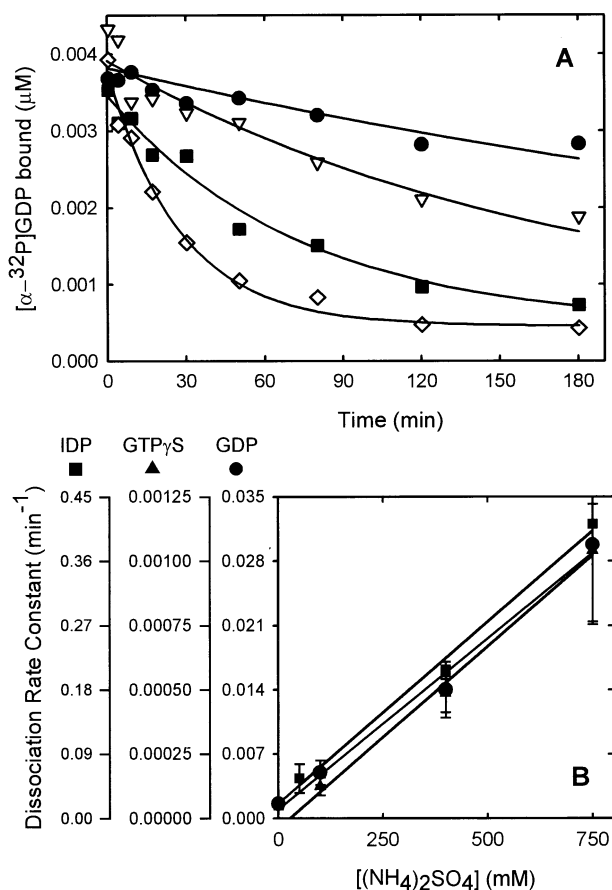 A
[α-³²P]GDP bound (μM)
0.004
0.003
0.002
0.001
0.000
0 30 60 90 120 150 180
Time (min)
IDP GTPγS GDP
Dissociation Rate Constant (min⁻¹)
0.45 0.00125 0.035
0.36 0.00100 0.028
0.27 0.00075 0.021
0.18 0.00050 0.014
0.09 0.00025 0.007
0.00 0.00000 0.000
B
0 250 500 750
[(NH4)2SO4] (mM)